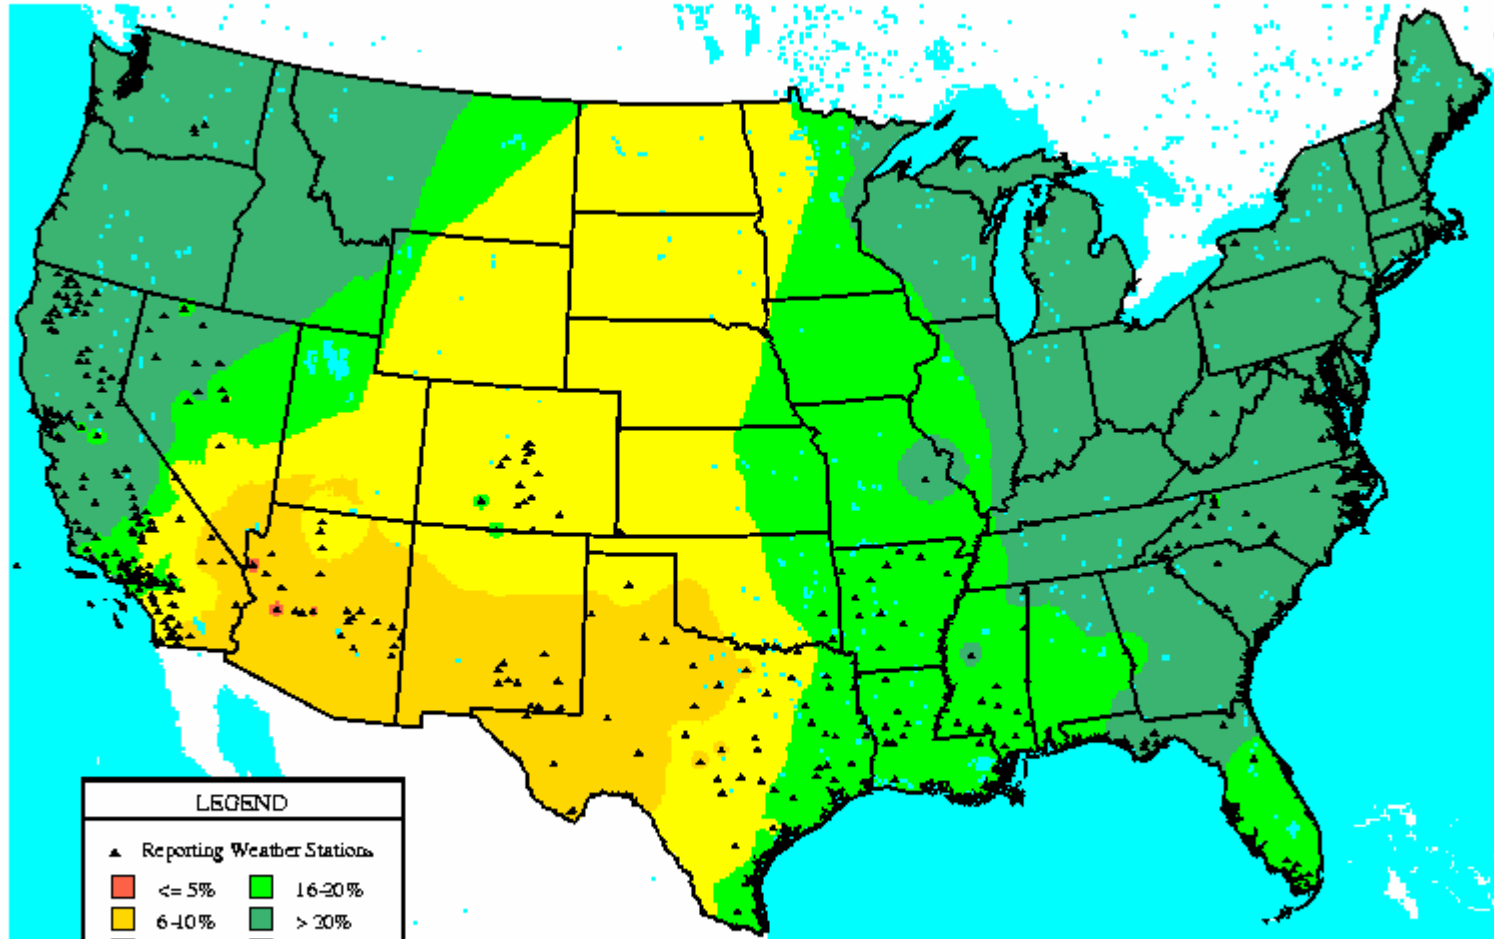 LEGEND
Reporting Weather Stations
<= 5% 16-20%
6-10% > 20%